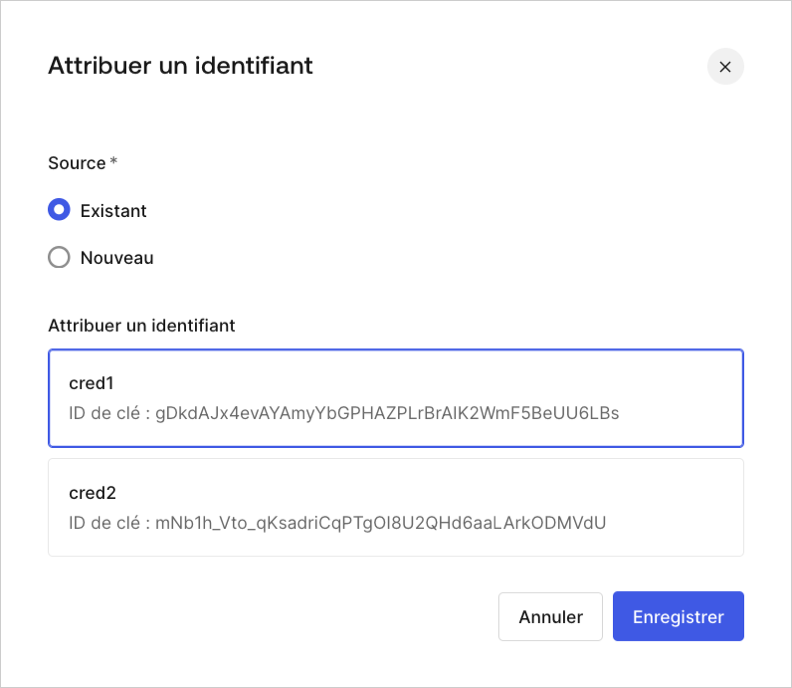 Attribuer un identifiant
Source *
Existant
Nouveau
Attribuer un identifiant
cred1
ID de clé : gDkdAJx4evAYAmyYbGPHAZPLrBrAIK2WmF5BeUU6LBs
cred2
ID de clé : mNb1h_Vto_qKsadriCqPTgOI8U2QHd6aaLArkODMVdU
Annuler
Enregistrer